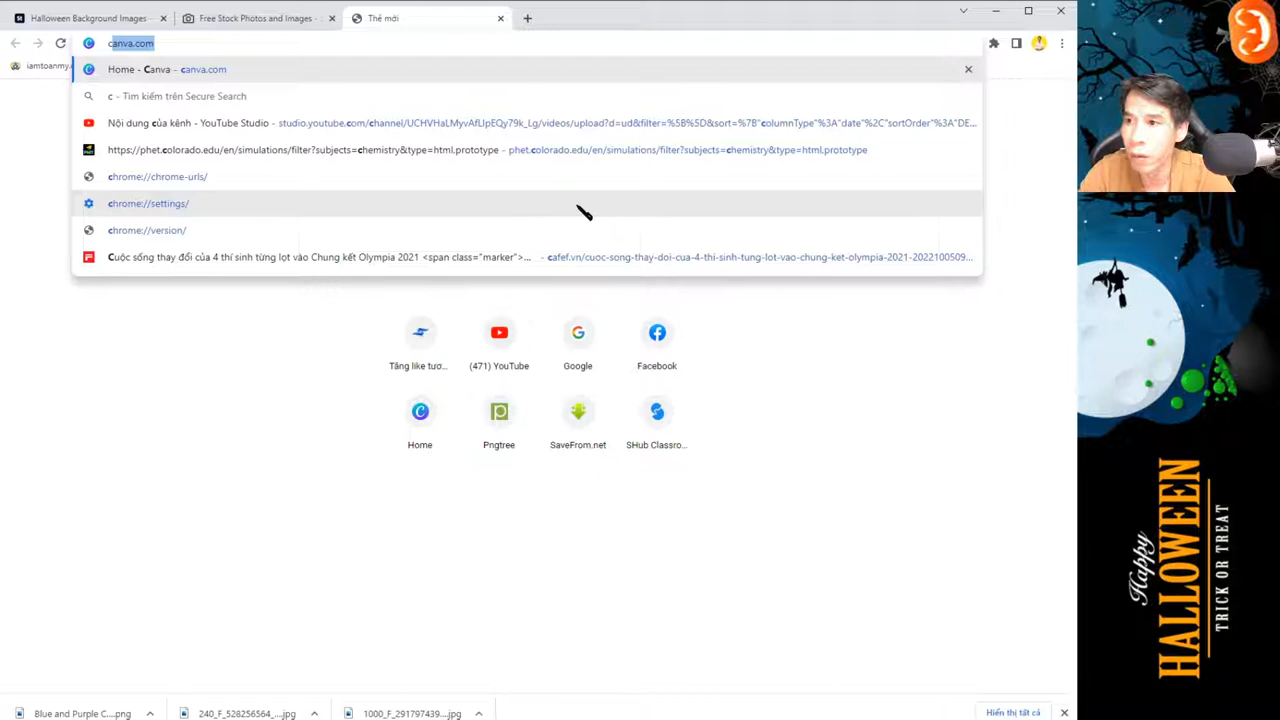 Halloween Background Images
Free Stock Photos and Images -
Thẻ mới
canva.com
iamtoanmy
Home - Canva - canva.com
c - Tìm kiếm trên Secure Search
Nội dung của kênh - YouTube Studio - studio.youtube.com/channel/UCHVHaLMyvAfLlpEQy79k_Lg/videos/upload?d=ud&filter=%5B%5D&sort=%7B"columnType"%3A"date"%2C"sortOrder"%3A"DE...
https://phet.colorado.edu/en/simulations/filter?subjects=chemistry&type=html.prototype - phet.colorado.edu/en/simulations/filter?subjects=chemistry&type=html.prototype
chrome://chrome-urls/
chrome://settings/
chrome://version/
Cuộc sống thay đổi của 4 thí sinh từng lọt vào Chung kết Olympia 2021 <span class="marker">... - cafef.vn/cuoc-song-thay-doi-cua-4-thi-sinh-tung-lot-vao-chung-ket-olympia-2021-2022100509...
Tăng like tươ...
(471) YouTube
Google
Facebook
Home
Pngtree
SaveFrom.net
SHub Classro...
Happy
HALLOWEEN
TRICK OR TREAT
Blue and Purple C....png
240_F_528256564_....jpg
1000_F_291797439....jpg
Hiển thị tất cả